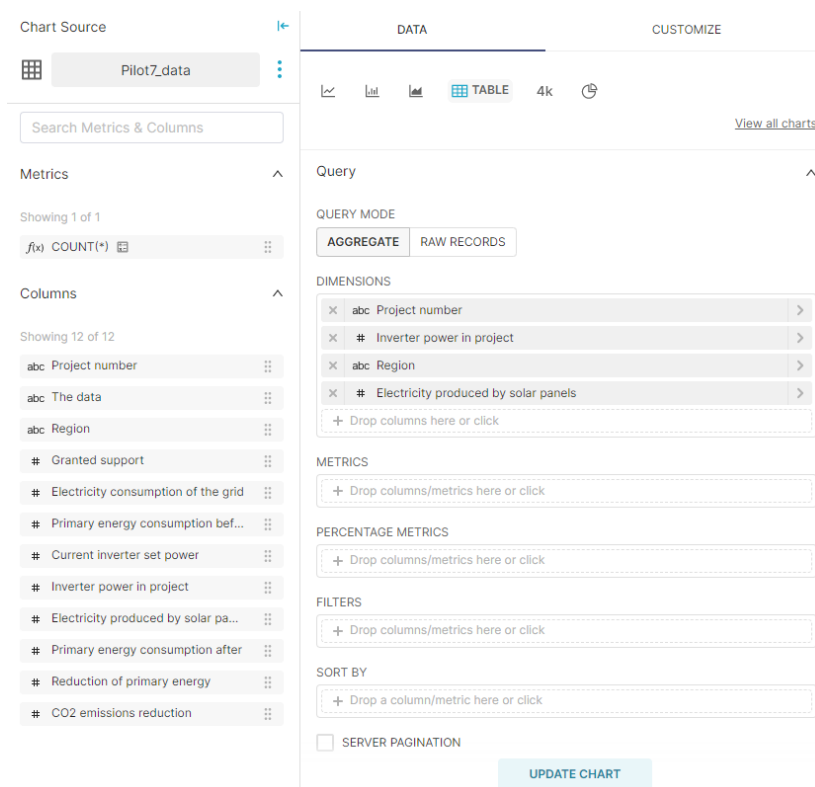 Chart Source
Pilot7_data
Search Metrics & Columns
Metrics
Showing 1 of 1
f(x) COUNT(*)
Columns
Showing 12 of 12
abc Project number
abc The data
abc Region
# Granted support
# Electricity consumption of the grid
# Primary energy consumption bef...
# Current inverter set power
# Inverter power in project
# Electricity produced by solar pa...
# Primary energy consumption after
# Reduction of primary energy
# CO2 emissions reduction
DATA
CUSTOMIZE
TABLE
4k
View all charts
Query
QUERY MODE
AGGREGATE
RAW RECORDS
DIMENSIONS
abc Project number
# Inverter power in project
abc Region
# Electricity produced by solar panels
+ Drop columns here or click
METRICS
+ Drop columns/metrics here or click
PERCENTAGE METRICS
+ Drop columns/metrics here or click
FILTERS
+ Drop columns/metrics here or click
SORT BY
+ Drop a column/metric here or click
SERVER PAGINATION
UPDATE CHART